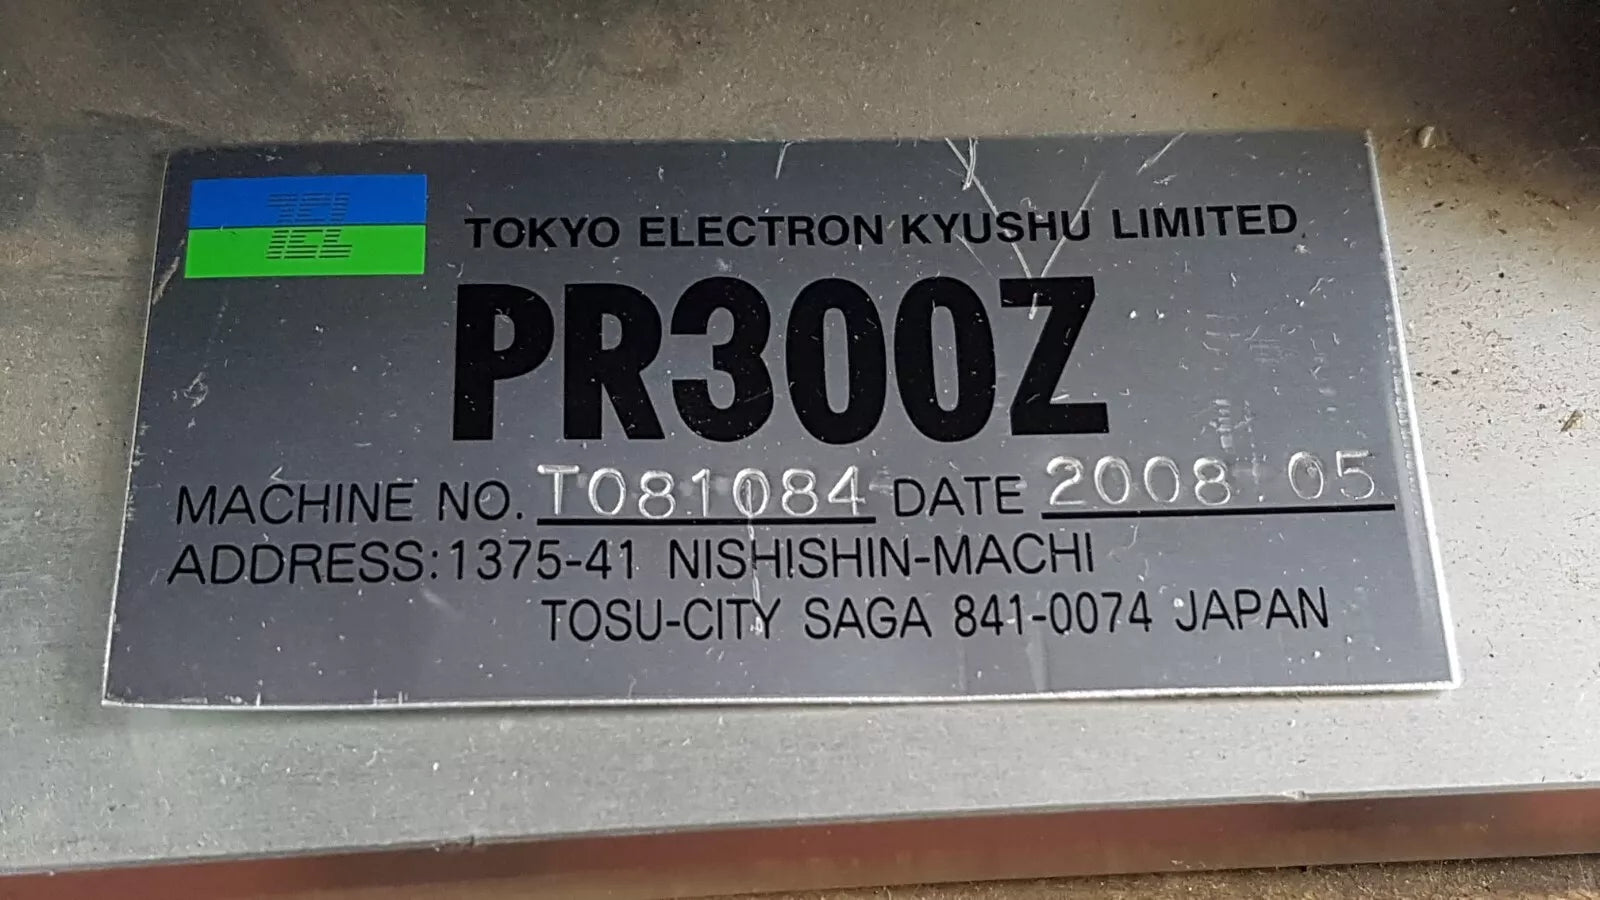 TEL
TOKYO ELECTRON KYUSHU LIMITED.
PR300Z
MACHINE NO. T081084 DATE 2008.05
ADDRESS:1375-41 NISHISHIN-MACHI
TOSU-CITY SAGA 841-0074 JAPAN